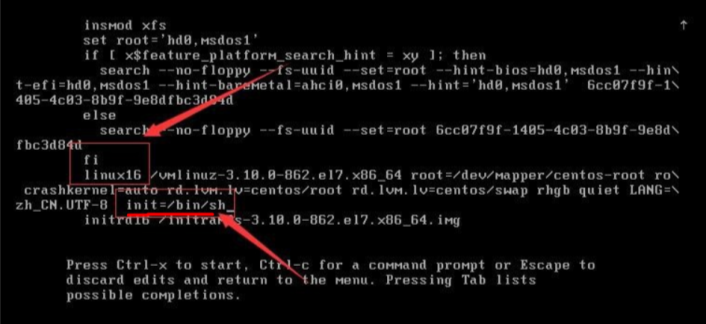 insmod xfs
set root='hd0,msdos1'
if [ x$feature_platform_search_hint = xy ]; then
search --no-floppy --fs-uuid --set=root --hint-bios=hd0,msdos1 --hin\
t-efi=hd0,msdos1 --hint-baremetal=ahci0,msdos1 --hint='hd0,msdos1'  6cc07f9f-1\
405-4c03-8b9f-9e8dfbc3d84d
else
search --no-floppy --fs-uuid --set=root 6cc07f9f-1405-4c03-8b9f-9e8d\
fbc3d84d
fi
linux16 /vmlinuz-3.10.0-862.el7.x86_64 root=/dev/mapper/centos-root ro\
crashkernel=auto rd.lvm.lv=centos/root rd.lvm.lv=centos/swap rhgb quiet LANG=\
zh_CN.UTF-8 init=/bin/sh_
initrd16 /initramfs-3.10.0-862.el7.x86_64.img
Press Ctrl-x to start, Ctrl-c for a command prompt or Escape to
discard edits and return to the menu. Pressing Tab lists
possible completions.